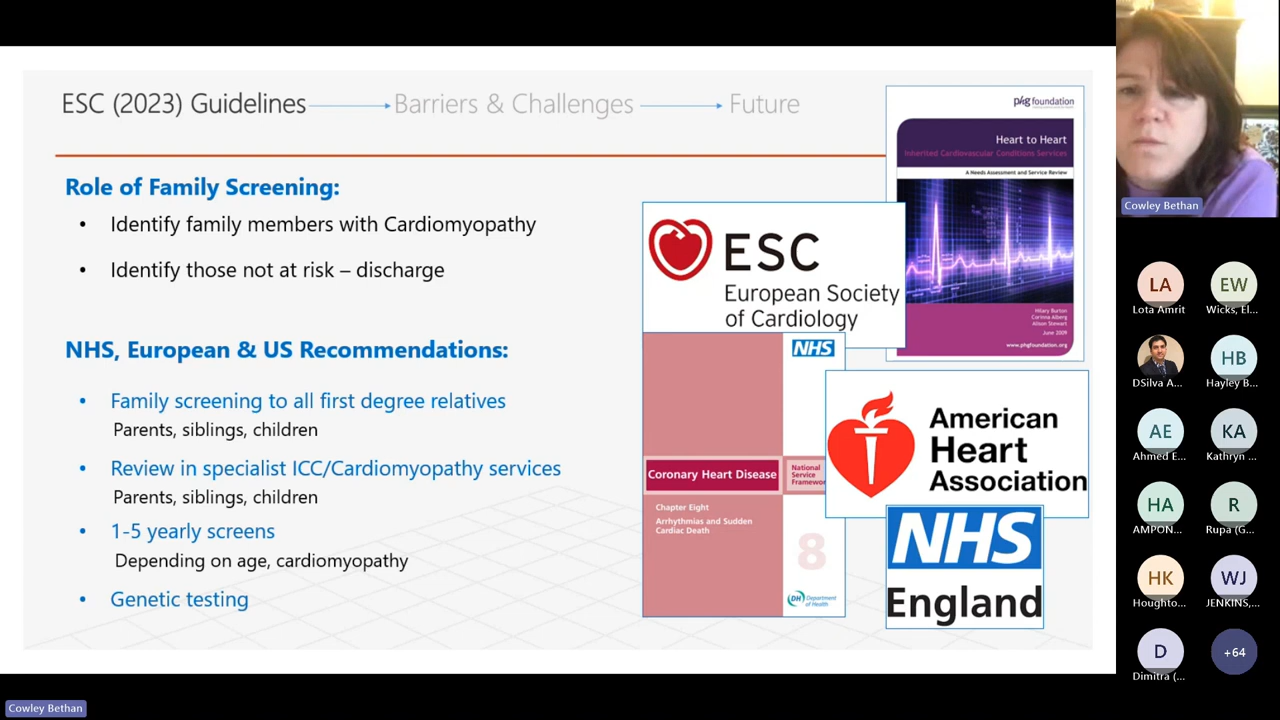 ESC (2023) Guidelines
Barriers & Challenges
Future
Role of Family Screening:
• Identify family members with Cardiomyopathy
• Identify those not at risk – discharge
NHS, European & US Recommendations:
• Family screening to all first degree relatives
Parents, siblings, children
• Review in specialist ICC/Cardiomyopathy services
Parents, siblings, children
• 1-5 yearly screens
Depending on age, cardiomyopathy
• Genetic testing
phg foundation
Heart to Heart
Inherited Cardiovascular Conditions Services
A Needs Assessment and Service Review
Hilary Burton
Corinna Alberg
Alison Stewart
June 2009
www.phgfoundation.org
ESC
European Society
of Cardiology
NHS
Coronary Heart Disease
National
Service
Framewor
Chapter Eight
Arrhythmias and Sudden
Cardiac Death
8
DH Department
of Health
American
Heart
Association
NHS
England
Cowley Bethan
LA
Lota Amrit
EW
Wicks, El...
DSilva A...
HB
Hayley B...
AE
Ahmed E...
KA
Kathryn ...
HA
AMPON...
R
Rupa (G...
HK
Houghto...
WJ
JENKINS,...
D
Dimitra (...
+64
Cowley Bethan